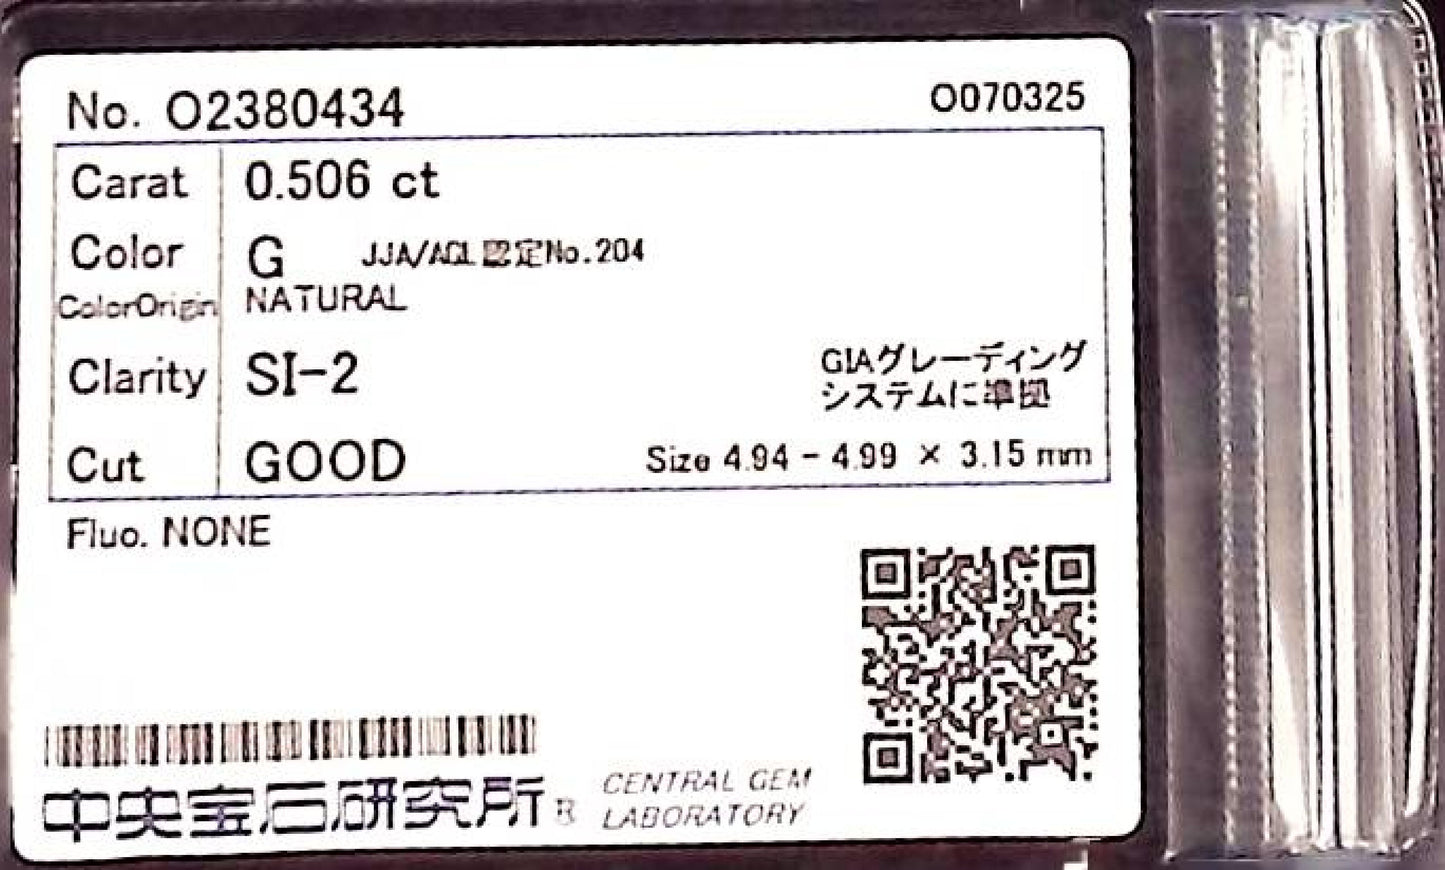 No. O2380434
O070325
Carat 0.506 ct
Color G JJA/AGL認定No.204
ColorOrigin NATURAL
Clarity SI-2
GIAグレーディング
システムに準拠
Cut GOOD Size 4.94 - 4.99 × 3.15 mm
Fluo. NONE
中央宝石研究所 R
CENTRAL GEM
LABORATORY